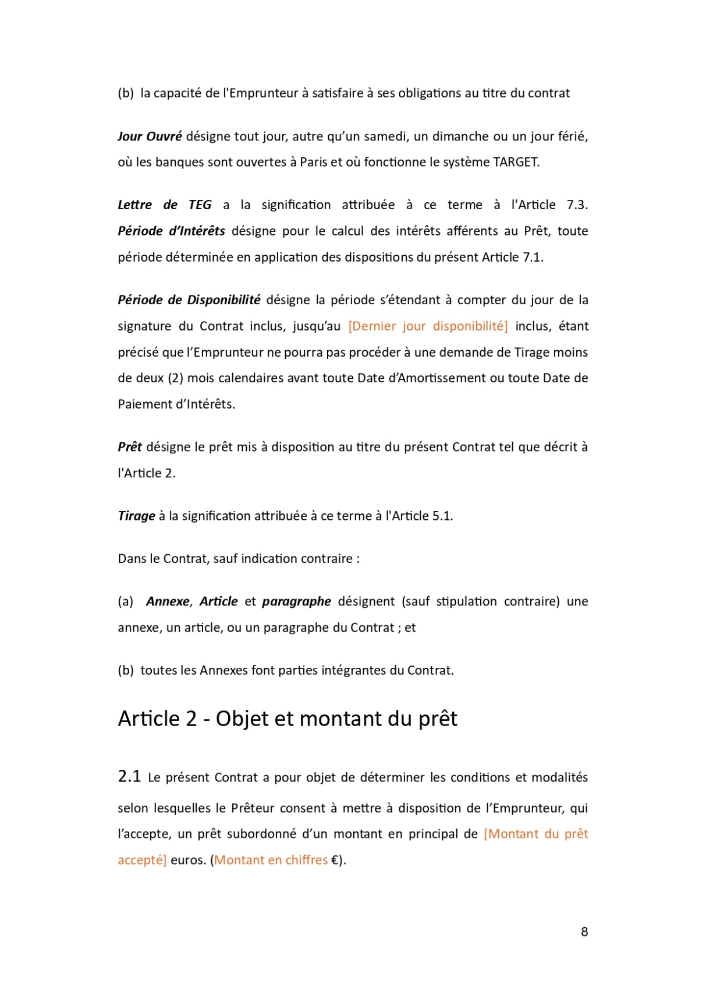 (b) la capacité de l'Emprunteur à satisfaire à ses obligations au titre du contrat
Jour Ouvré désigne tout jour, autre qu’un samedi, un dimanche ou un jour férié,
où les banques sont ouvertes à Paris et où fonctionne le système TARGET.
Lettre de TEG a la signification attribuée à ce terme à l'Article 7.3.
Période d’Intérêts désigne pour le calcul des intérêts afférents au Prêt, toute
période déterminée en application des dispositions du présent Article 7.1.
Période de Disponibilité désigne la période s’étendant à compter du jour de la
signature du Contrat inclus, jusqu’au [Dernier jour disponibilité] inclus, étant
précisé que l’Emprunteur ne pourra pas procéder à une demande de Tirage moins
de deux (2) mois calendaires avant toute Date d’Amortissement ou toute Date de
Paiement d’Intérêts.
Prêt désigne le prêt mis à disposition au titre du présent Contrat tel que décrit à
l'Article 2.
Tirage à la signification attribuée à ce terme à l'Article 5.1.
Dans le Contrat, sauf indication contraire :
(a) Annexe, Article et paragraphe désignent (sauf stipulation contraire) une
annexe, un article, ou un paragraphe du Contrat ; et
(b) toutes les Annexes font parties intégrantes du Contrat.
Article 2 - Objet et montant du prêt
2.1 Le présent Contrat a pour objet de déterminer les conditions et modalités
selon lesquelles le Prêteur consent à mettre à disposition de l’Emprunteur, qui
l’accepte, un prêt subordonné d’un montant en principal de [Montant du prêt
accepté] euros. (Montant en chiffres €).
8